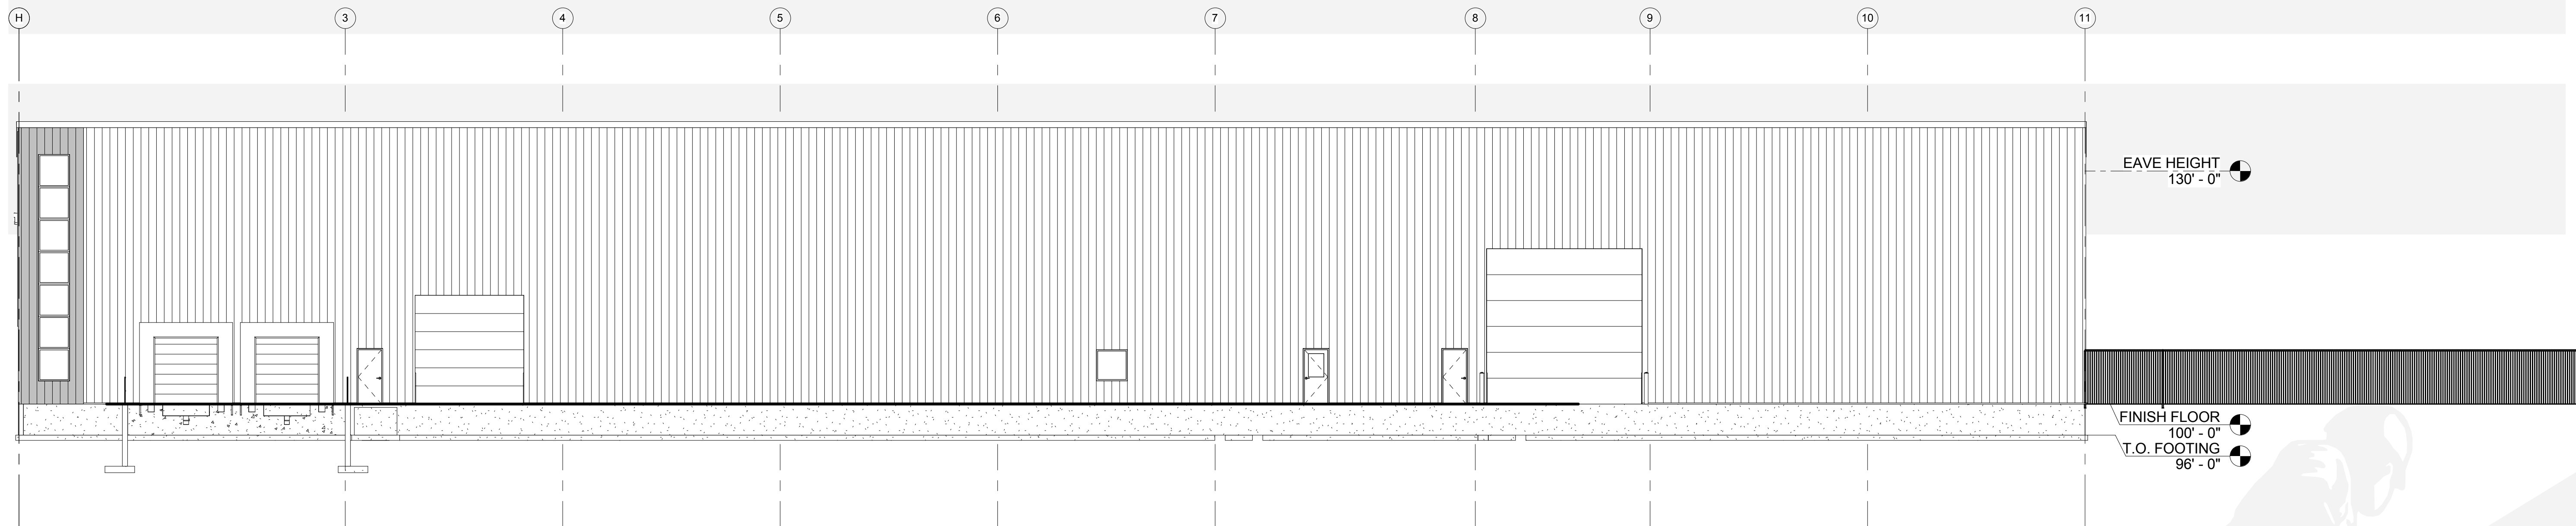 H 3 4 5 6 7 8 9 10 11
EAVE HEIGHT
130' - 0"
FINISH FLOOR
100' - 0"
T.O. FOOTING
96' - 0"